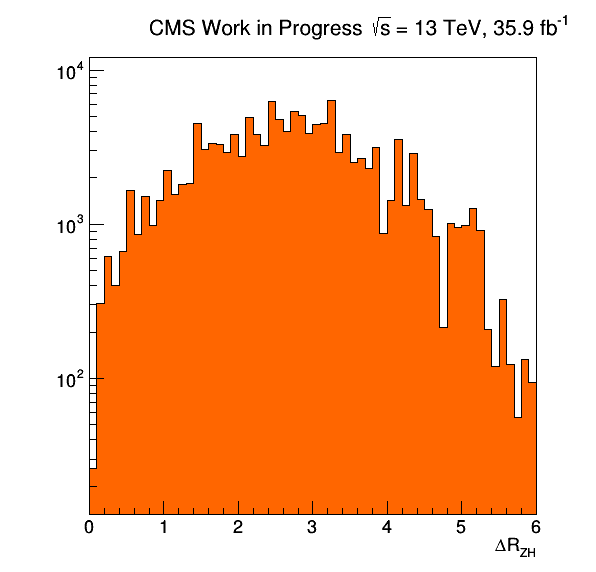 CMS Work in Progress √s = 13 TeV, 35.9 fb⁻¹
10⁴
10³
10²
0 1 2 3 4 5 6
ΔR_ZH